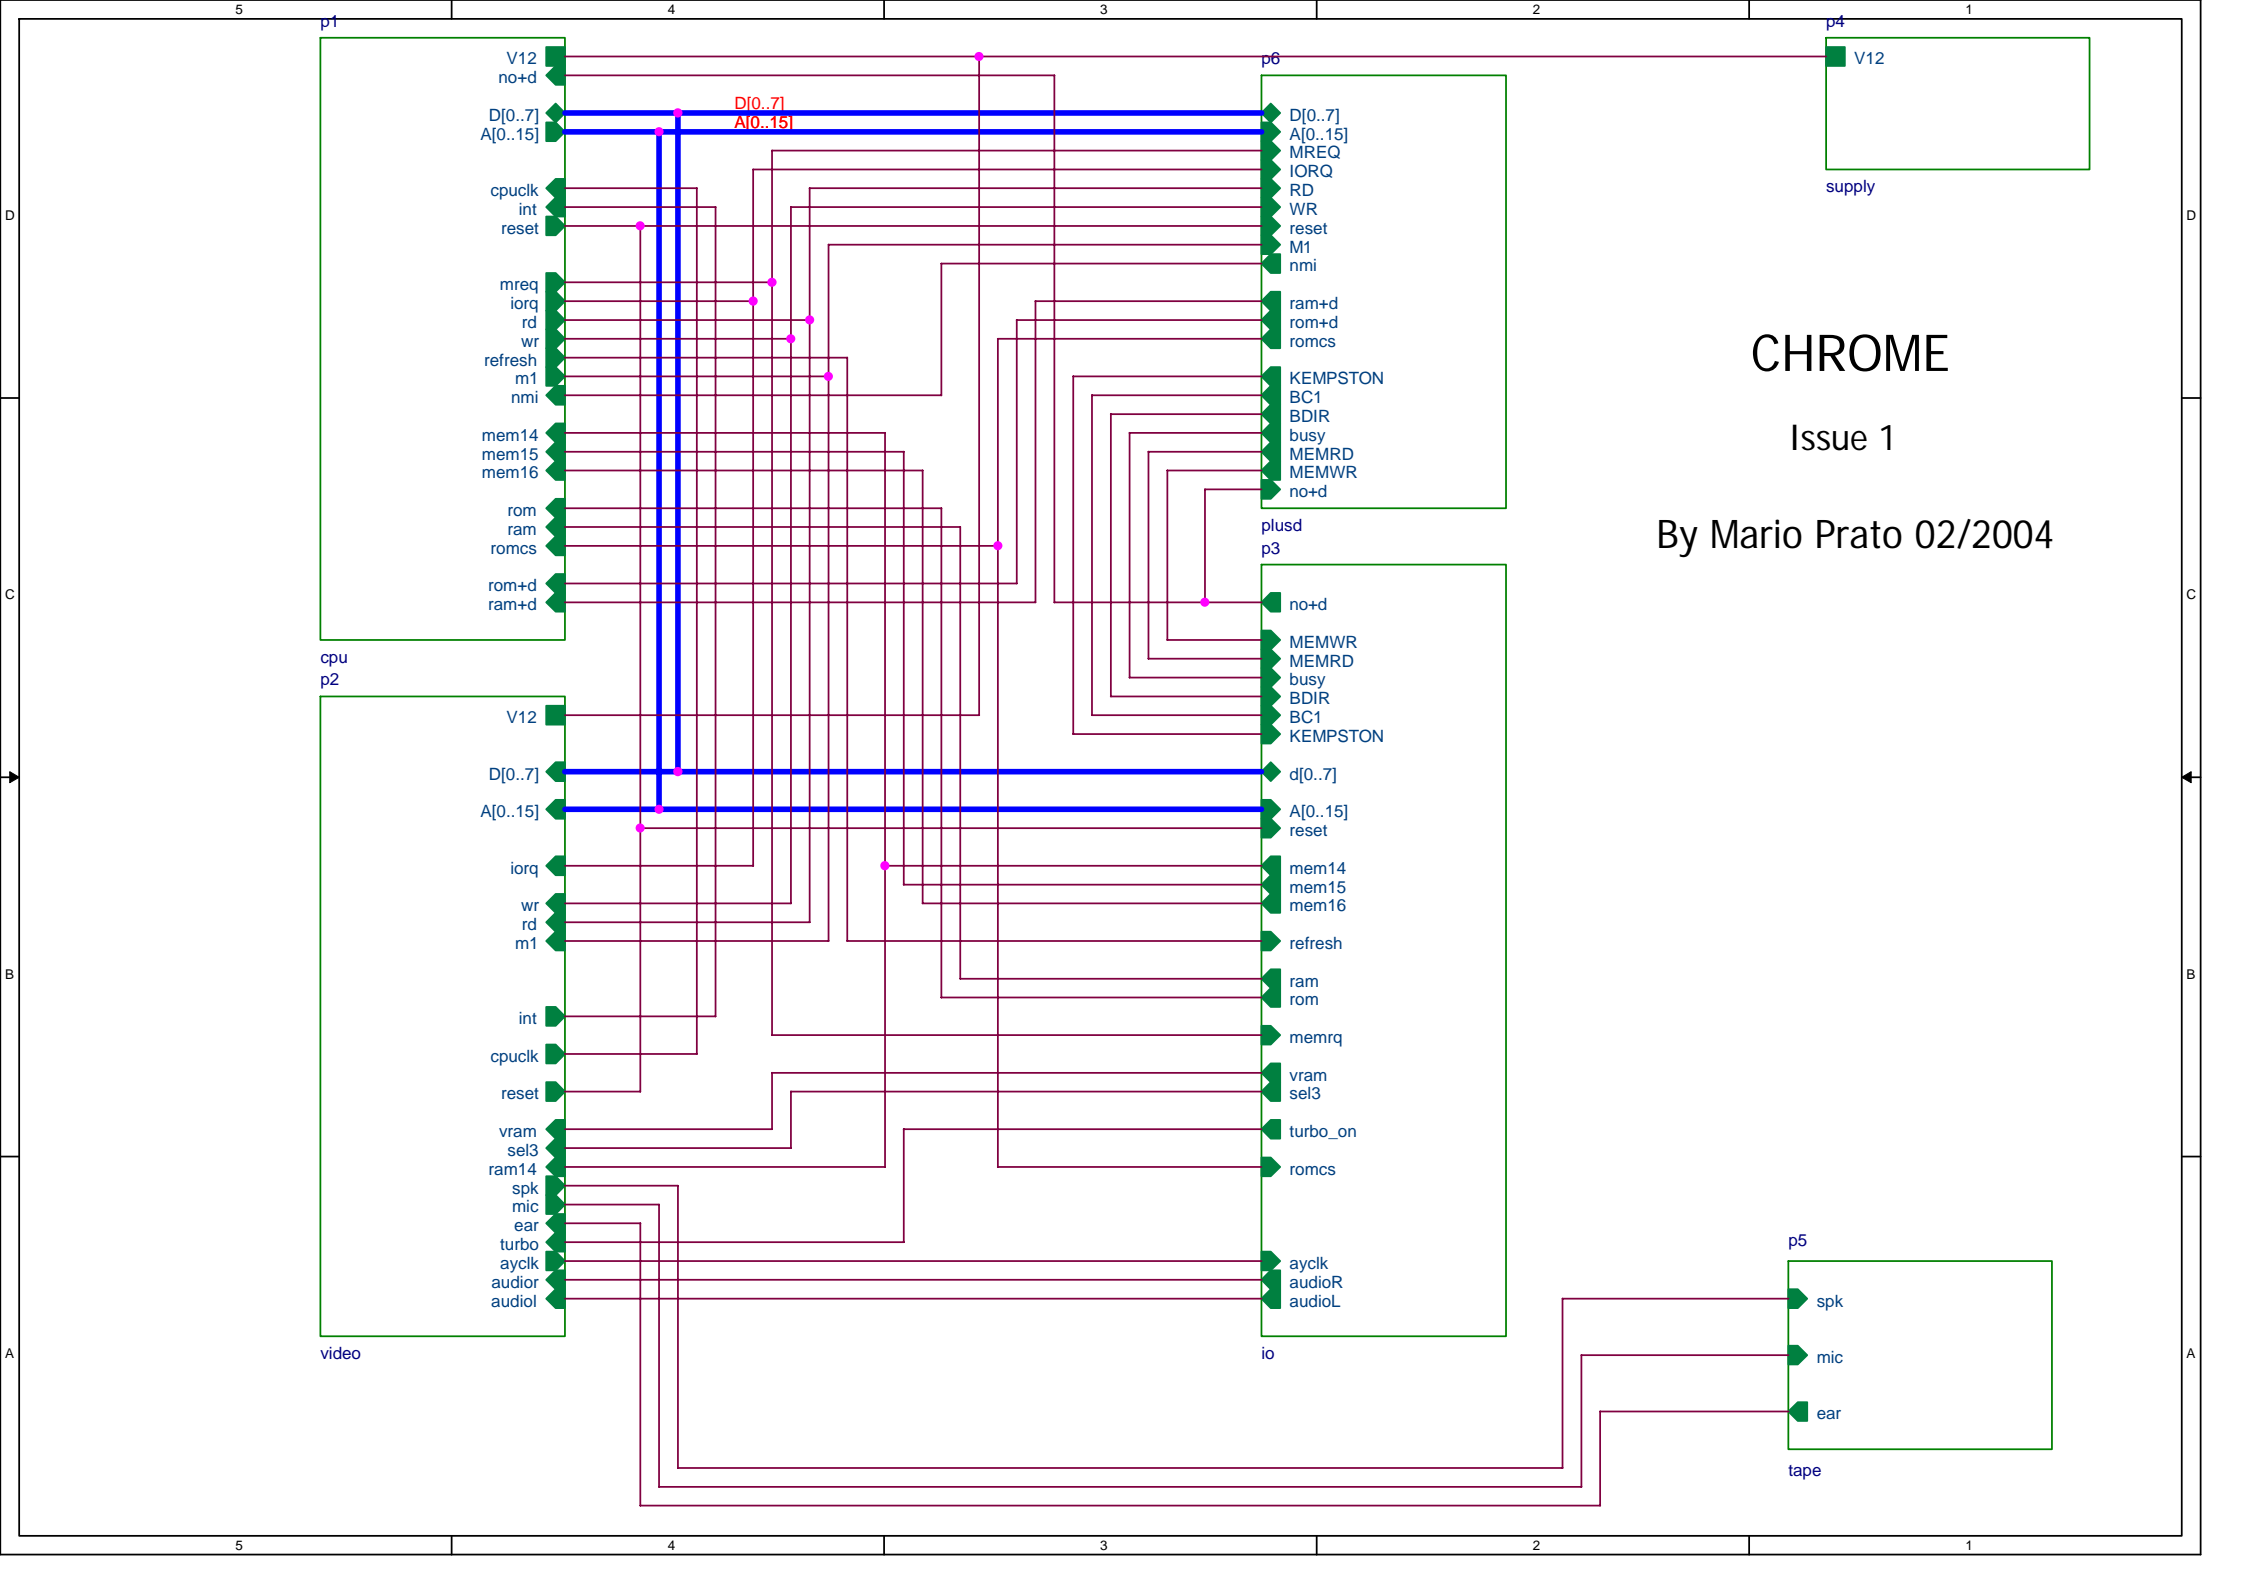 5 4 3 2 1
p1
V12
no+d
D[0..7]
A[0..15]
cpuclk
int
reset
mreq
iorq
rd
wr
refresh
m1
nmi
mem14
mem15
mem16
rom
ram
romcs
rom+d
ram+d
cpu
D[0..7]
A[0..15]
p6
D[0..7]
A[0..15]
MREQ
IORQ
RD
WR
reset
M1
nmi
ram+d
rom+d
romcs
KEMPSTON
BC1
BDIR
busy
MEMRD
MEMWR
no+d
plusd
p4
V12
supply
CHROME
Issue 1
By Mario Prato 02/2004
p2
V12
D[0..7]
A[0..15]
iorq
wr
rd
m1
int
cpuclk
reset
vram
sel3
ram14
spk
mic
ear
turbo
ayclk
audior
audiol
video
p3
no+d
MEMWR
MEMRD
busy
BDIR
BC1
KEMPSTON
d[0..7]
A[0..15]
reset
mem14
mem15
mem16
refresh
ram
rom
memrq
vram
sel3
turbo_on
romcs
ayclk
audioR
audioL
io
p5
spk
mic
ear
tape
D D
C C
B B
A A
5 4 3 2 1